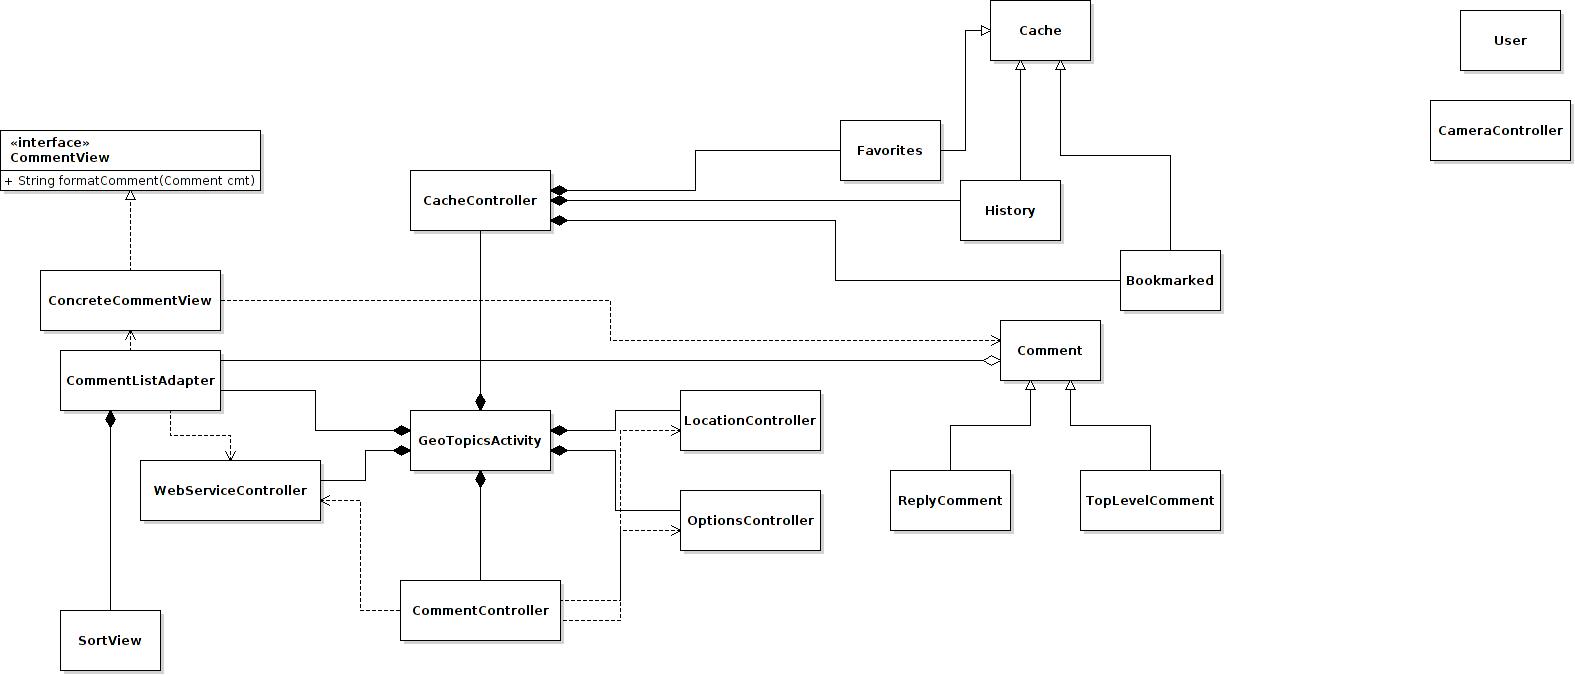 Cache
User
CameraController
«interface»
CommentView
+ String formatComment(Comment cmt)
Favorites
CacheController
History
Bookmarked
ConcreteCommentView
Comment
CommentListAdapter
LocationController
GeoTopicsActivity
WebServiceController
OptionsController
ReplyComment
TopLevelComment
CommentController
SortView